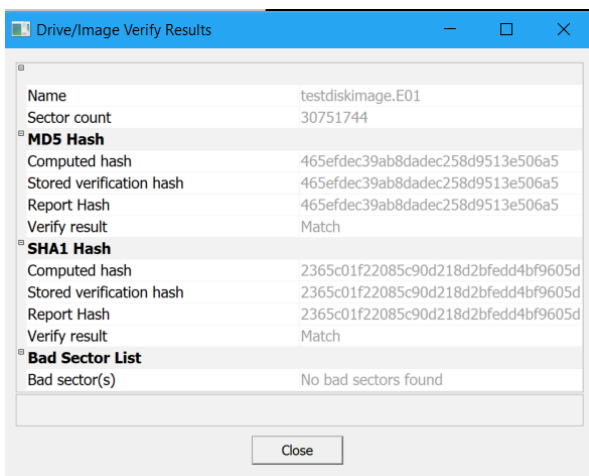 Drive/Image Verify Results
Name testdiskimage.E01
Sector count 30751744
MD5 Hash
Computed hash 465efdec39ab8dadec258d9513e506a5
Stored verification hash 465efdec39ab8dadec258d9513e506a5
Report Hash 465efdec39ab8dadec258d9513e506a5
Verify result Match
SHA1 Hash
Computed hash 2365c01f22085c90d218d2bfedd4bf9605d
Stored verification hash 2365c01f22085c90d218d2bfedd4bf9605d
Report Hash 2365c01f22085c90d218d2bfedd4bf9605d
Verify result Match
Bad Sector List
Bad sector(s) No bad sectors found
Close